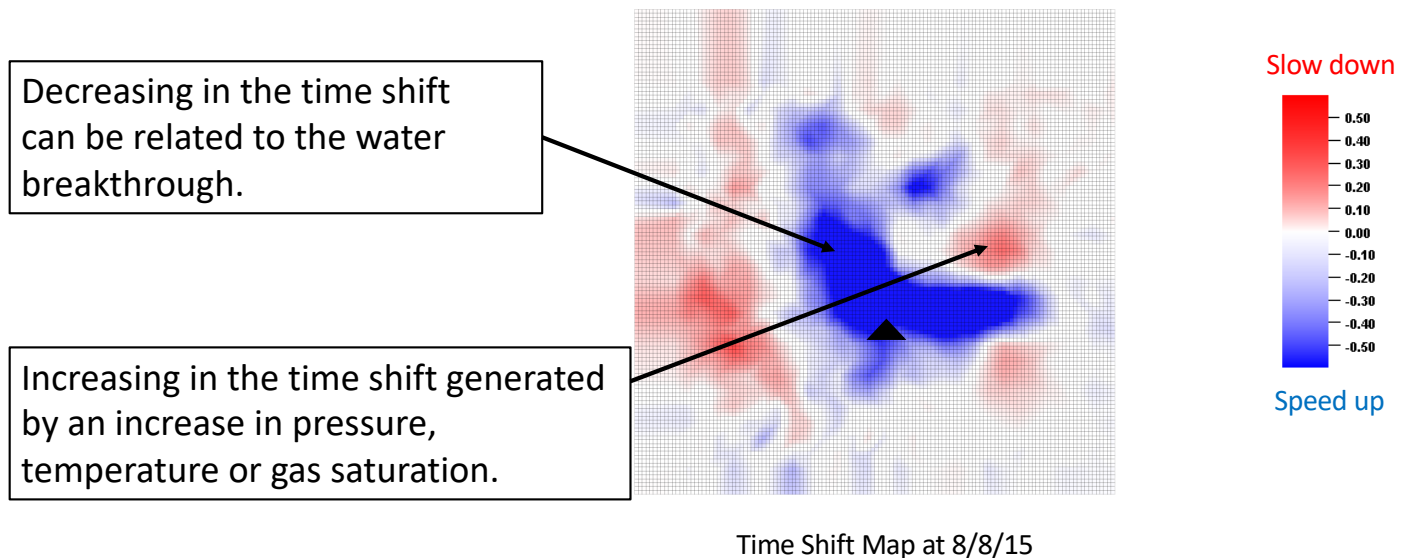 Decreasing in the time shift
can be related to the water
breakthrough.
Increasing in the time shift generated
by an increase in pressure,
temperature or gas saturation.
Time Shift Map at 8/8/15
Slow down
0.50
0.40
0.30
0.20
0.10
0.00
-0.10
-0.20
-0.30
-0.40
-0.50
Speed up